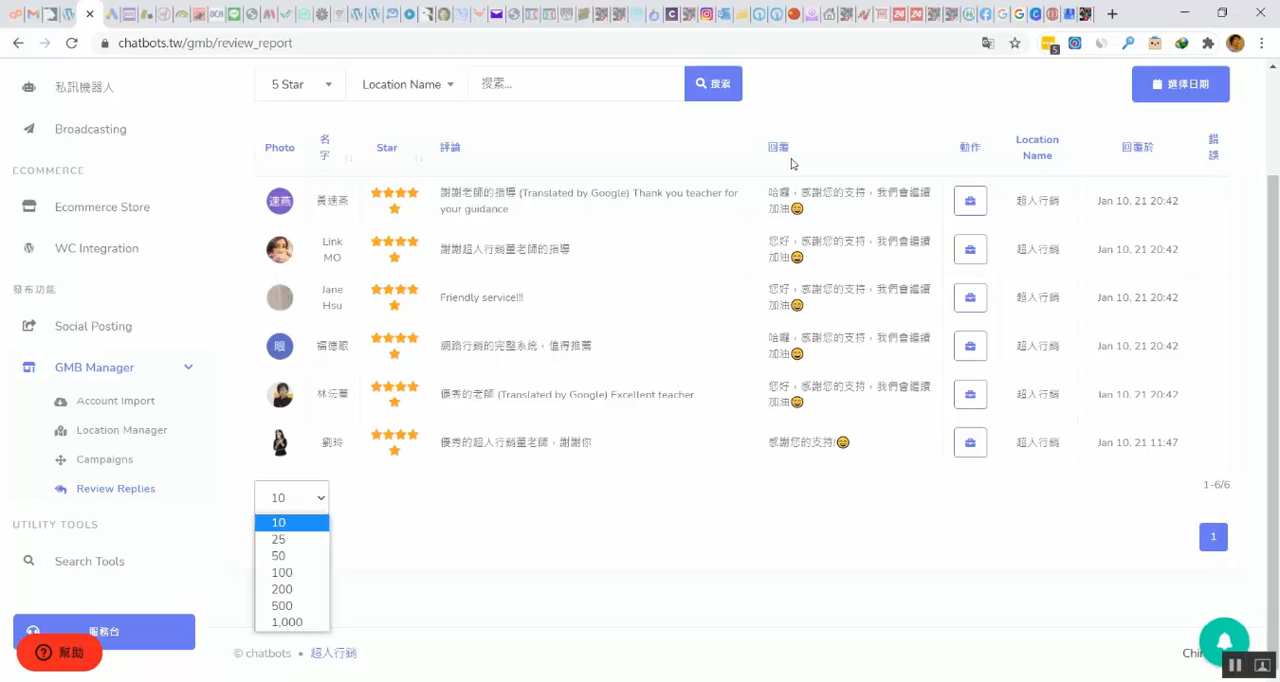 chatbots.tw/gmb/review_report
5
私訊機器人
5 Star
Location Name
搜索...
搜索
選擇日期
Broadcasting
ECOMMERCE
Ecommerce Store
WC Integration
發布功能
Social Posting
GMB Manager
Account Import
Location Manager
Campaigns
Review Replies
UTILITY TOOLS
Search Tools
服務台
幫助
Photo
名
字
Star
評論
回覆
動作
Location
Name
回覆於
錯
誤
速燕
黃速燕
謝謝老師的指導 (Translated by Google) Thank you teacher for
your guidance
哈囉，感謝您的支持，我們會繼續
加油
超人行銷
Jan 10, 21 20:42
Link
MO
謝謝超人行銷董老師的指導
您好，感謝您的支持，我們會繼續
加油
超人行銷
Jan 10, 21 20:42
Jane
Hsu
Friendly service!!!
您好，感謝您的支持，我們會繼續
加油
超人行銷
Jan 10, 21 20:42
眼
福德眼
網路行銷的完整系統，值得推薦
哈囉，感謝您的支持，我們會繼續
加油
超人行銷
Jan 10, 21 20:42
優秀的老師 (Translated by Google) Excellent teacher
您好，感謝您的支持，我們會繼續
加油
超人行銷
Jan 10, 21 20:42
劉玲
優秀的超人行銷董老師，謝謝你
感謝您的支持!
超人行銷
Jan 10, 21 11:47
10
1-6/6
10
25
50
100
200
500
1,000
1
© chatbots • 超人行銷